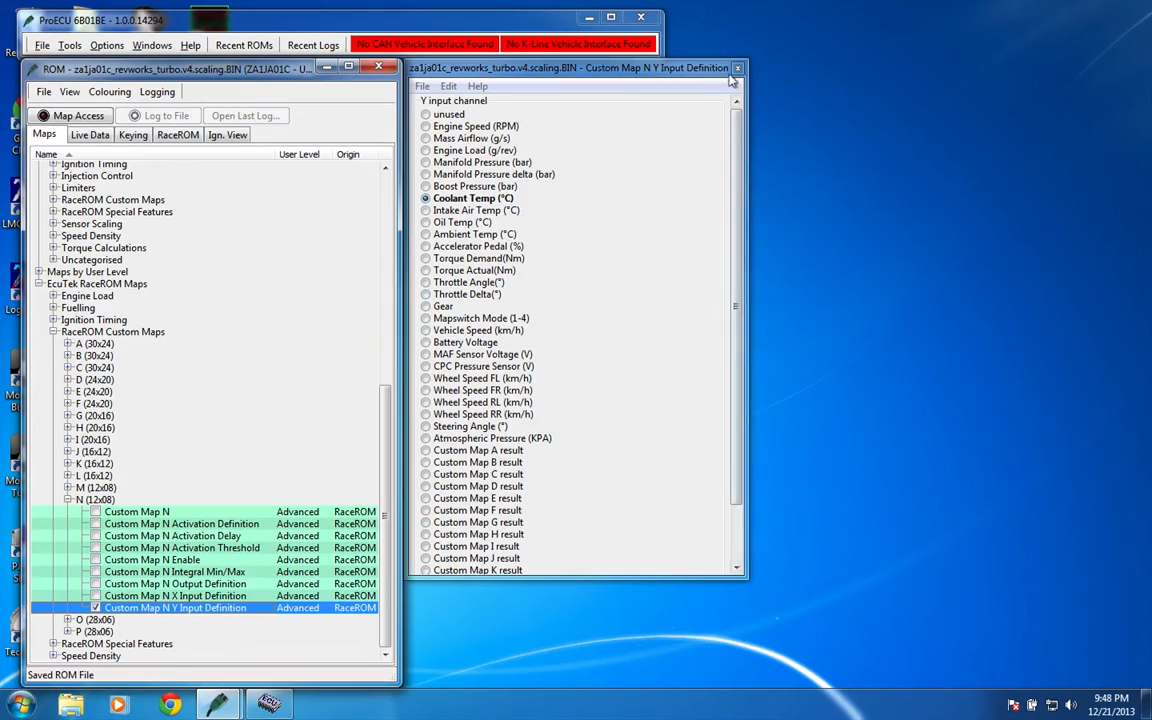 ProECU 6B01BE - 1.0.0.14294
File Tools Options Windows Help Recent ROMs Recent Logs No CAN Vehicle Interface Found No K-Line Vehicle Interface Found
ROM - za1ja01c_revworks_turbo.v4.scaling.BIN (ZA1JA01C - U...
File View Colouring Logging
Map Access Log to File Open Last Log...
Maps Live Data Keying RaceROM Ign. View
Name User Level Origin
Ignition Timing
Injection Control
Limiters
RaceROM Custom Maps
RaceROM Special Features
Sensor Scaling
Speed Density
Torque Calculations
Uncategorised
Maps by User Level
EcuTek RaceROM Maps
Engine Load
Fuelling
Ignition Timing
RaceROM Custom Maps
A (30x24)
B (30x24)
C (30x24)
D (24x20)
E (24x20)
F (24x20)
G (20x16)
H (20x16)
I (20x16)
J (16x12)
K (16x12)
L (16x12)
M (12x08)
N (12x08)
Custom Map N Advanced RaceROM
Custom Map N Activation Definition Advanced RaceROM
Custom Map N Activation Delay Advanced RaceROM
Custom Map N Activation Threshold Advanced RaceROM
Custom Map N Enable Advanced RaceROM
Custom Map N Integral Min/Max Advanced RaceROM
Custom Map N Output Definition Advanced RaceROM
Custom Map N X Input Definition Advanced RaceROM
Custom Map N Y Input Definition Advanced RaceROM
O (28x06)
P (28x06)
RaceROM Special Features
Speed Density
Saved ROM File
za1ja01c_revworks_turbo.v4.scaling.BIN - Custom Map N Y Input Definition
File Edit Help
Y input channel
unused
Engine Speed (RPM)
Mass Airflow (g/s)
Engine Load (g/rev)
Manifold Pressure (bar)
Manifold Pressure delta (bar)
Boost Pressure (bar)
Coolant Temp (°C)
Intake Air Temp (°C)
Oil Temp (°C)
Ambient Temp (°C)
Accelerator Pedal (%)
Torque Demand(Nm)
Torque Actual(Nm)
Throttle Angle(°)
Throttle Delta(°)
Gear
Mapswitch Mode (1-4)
Vehicle Speed (km/h)
Battery Voltage
MAF Sensor Voltage (V)
CPC Pressure Sensor (V)
Wheel Speed FL (km/h)
Wheel Speed FR (km/h)
Wheel Speed RL (km/h)
Wheel Speed RR (km/h)
Steering Angle (°)
Atmospheric Pressure (KPA)
Custom Map A result
Custom Map B result
Custom Map C result
Custom Map D result
Custom Map E result
Custom Map F result
Custom Map G result
Custom Map H result
Custom Map I result
Custom Map J result
Custom Map K result
9:48 PM
12/21/2013